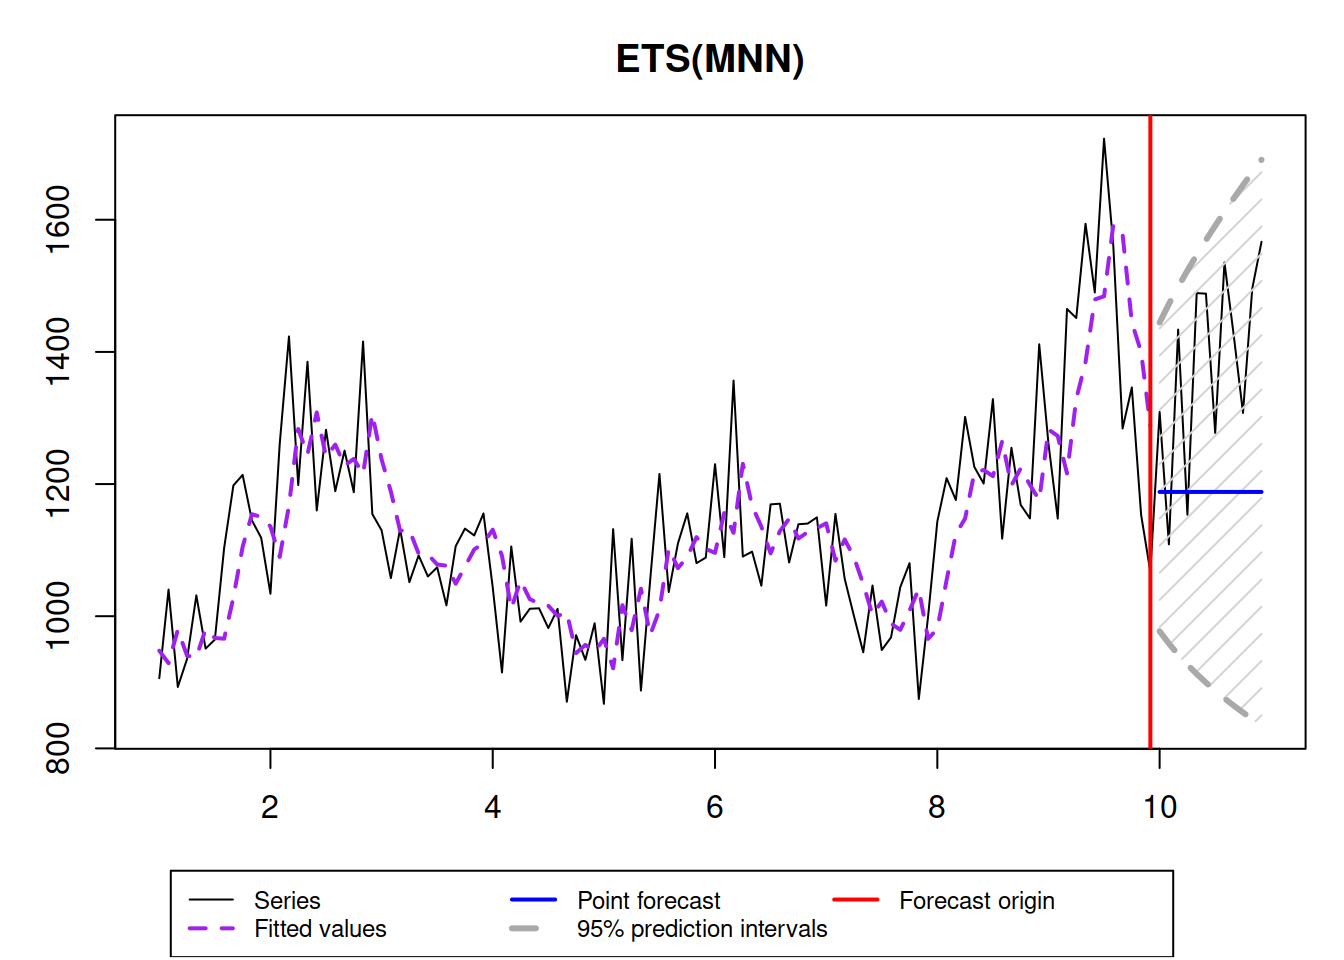 ETS(MNN)
1600
1400
1200
1000
800
2 4 6 8 10
Series Point forecast Forecast origin
Fitted values 95% prediction intervals